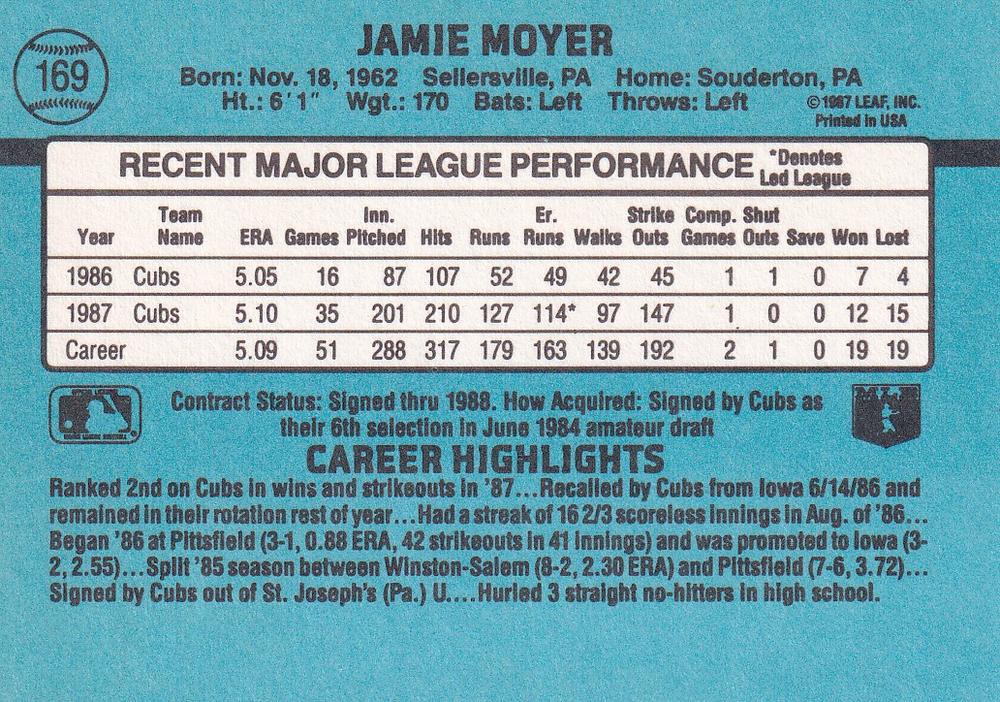 169
JAMIE MOYER
Born: Nov. 18, 1962 Sellersville, PA Home: Souderton, PA
Ht.: 6'1" Wgt.: 170 Bats: Left Throws: Left
©1987 LEAF, INC.
Printed in USA
RECENT MAJOR LEAGUE PERFORMANCE *Denotes Led League
Year Team Name ERA Games Inn. Pitched Hits Runs Er. Runs Walks Strike Outs Comp. Games Shut Outs Save Won Lost
1986 Cubs 5.05 16 87 107 52 49 42 45 1 1 0 7 4
1987 Cubs 5.10 35 201 210 127 114* 97 147 1 0 0 12 15
Career 5.09 51 288 317 179 163 139 192 2 1 0 19 19
Contract Status: Signed thru 1988. How Acquired: Signed by Cubs as
their 6th selection in June 1984 amateur draft
CAREER HIGHLIGHTS
Ranked 2nd on Cubs in wins and strikeouts in '87...Recalled by Cubs from Iowa 6/14/86 and
remained in their rotation rest of year...Had a streak of 16 2/3 scoreless innings in Aug. of '86...
Began '86 at Pittsfield (3-1, 0.88 ERA, 42 strikeouts in 41 innings) and was promoted to Iowa (3-
2, 2.55)...Split '85 season between Winston-Salem (8-2, 2.30 ERA) and Pittsfield (7-6, 3.72)...
Signed by Cubs out of St. Joseph's (Pa.) U....Hurled 3 straight no-hitters in high school.